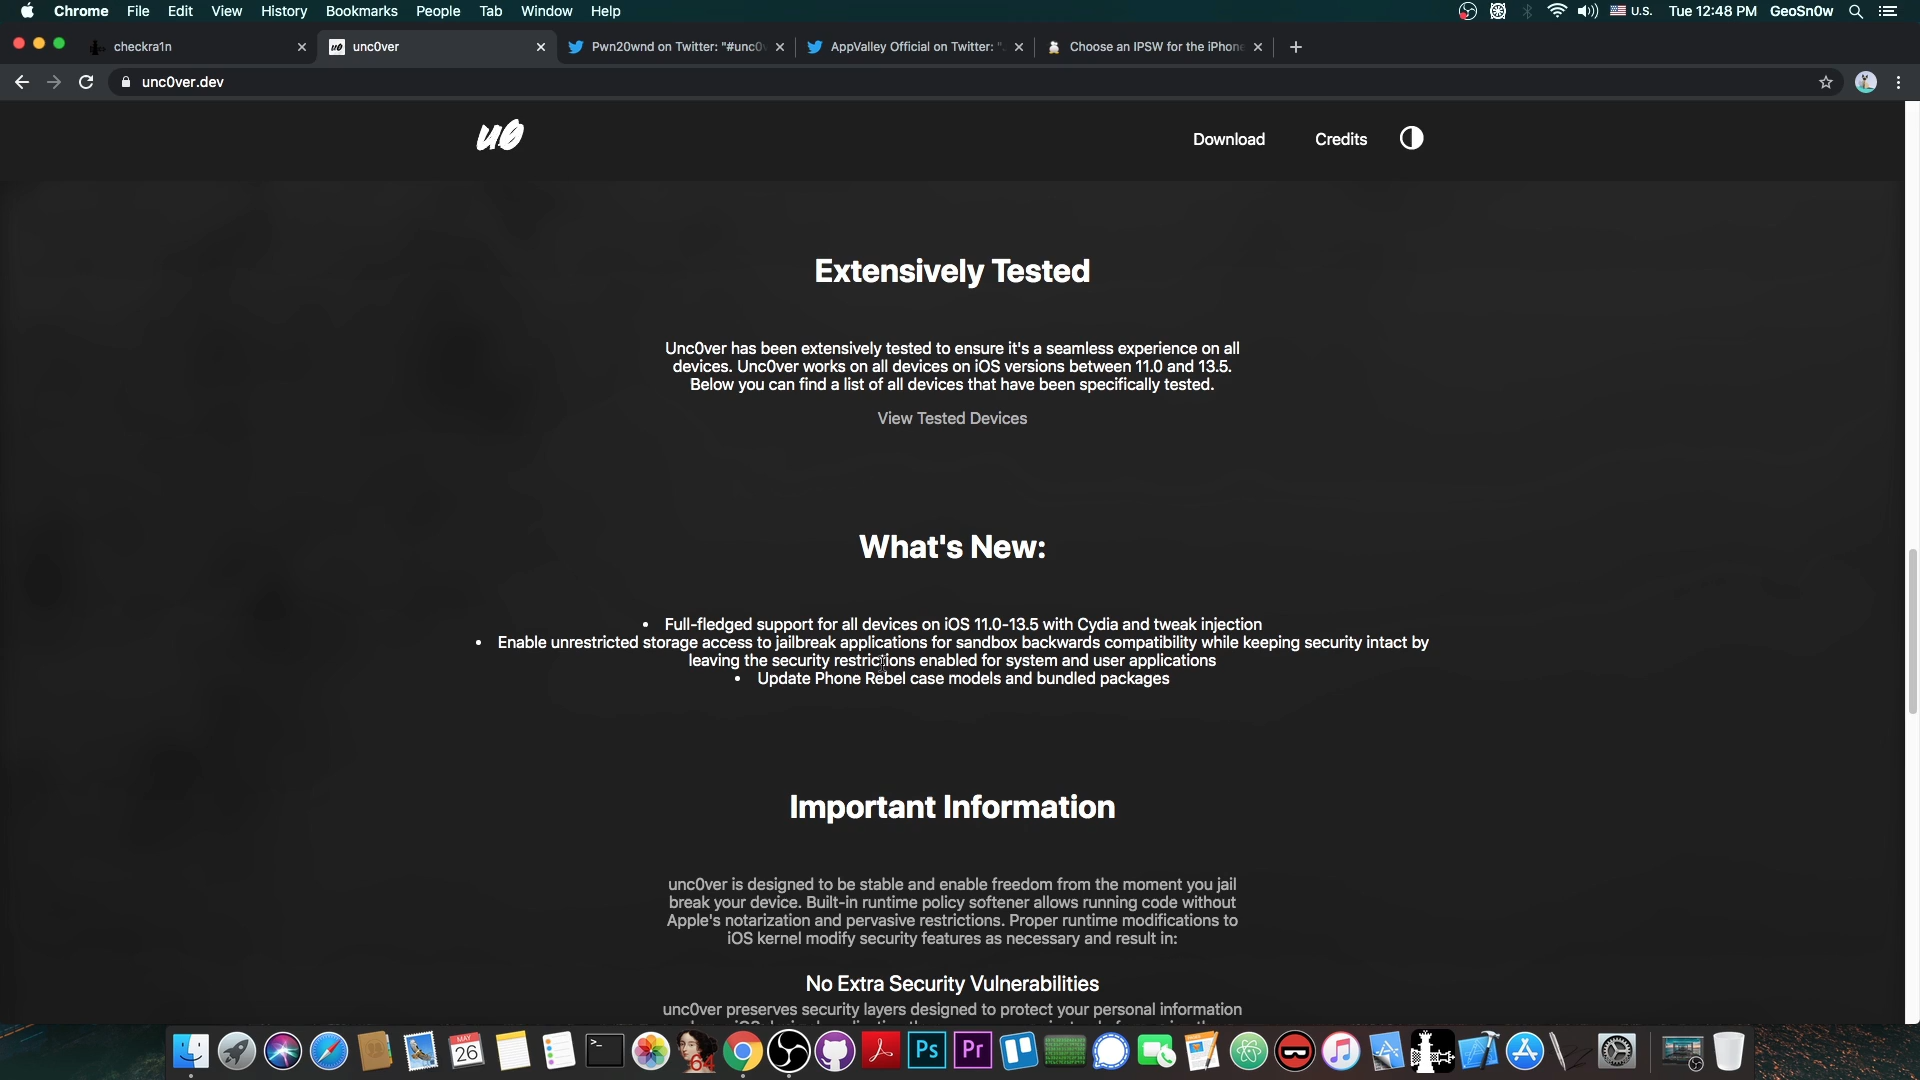 Chrome File Edit View History Bookmarks People Tab Window Help U.S. Tue 12:48 PM GeoSn0w
checkra1n unc0ver Pwn20wnd on Twitter: "#unc0v AppValley Official on Twitter: " Choose an IPSW for the iPhone
unc0ver.dev
u0 Download Credits
Extensively Tested
Unc0ver has been extensively tested to ensure it's a seamless experience on all
devices. Unc0ver works on all devices on iOS versions between 11.0 and 13.5.
Below you can find a list of all devices that have been specifically tested.
View Tested Devices
What's New:
• Full-fledged support for all devices on iOS 11.0-13.5 with Cydia and tweak injection
• Enable unrestricted storage access to jailbreak applications for sandbox backwards compatibility while keeping security intact by
leaving the security restrictions enabled for system and user applications
• Update Phone Rebel case models and bundled packages
Important Information
unc0ver is designed to be stable and enable freedom from the moment you jail
break your device. Built-in runtime policy softener allows running code without
Apple's notarization and pervasive restrictions. Proper runtime modifications to
iOS kernel modify security features as necessary and result in:
No Extra Security Vulnerabilities
unc0ver preserves security layers designed to protect your personal information
MAY 26 >_ 64 Ps Pr